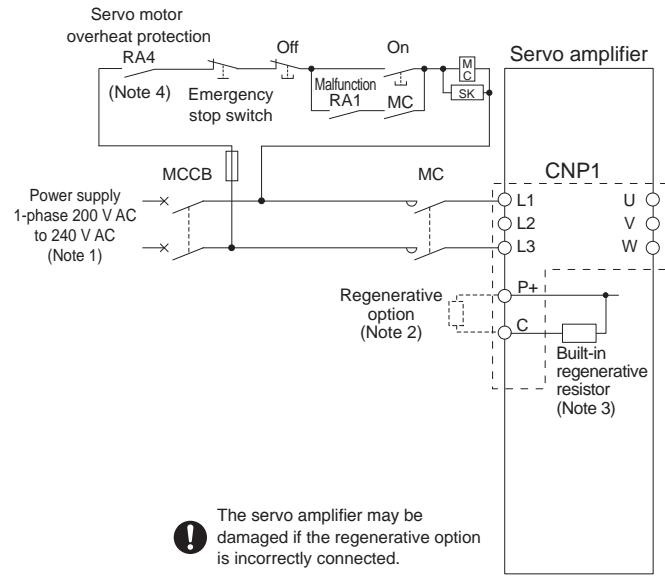 Servo motor
overheat protection
RA4
(Note 4)
Emergency
stop switch
Off
On
Malfunction
RA1
MC
M
C
SK
Servo amplifier
MCCB
MC
CNP1
Power supply
1-phase 200 V AC
to 240 V AC
(Note 1)
L1
L2
L3
U
V
W
Regenerative
option
(Note 2)
P+
C
Built-in
regenerative
resistor
(Note 3)
The servo amplifier may be
damaged if the regenerative option
is incorrectly connected.